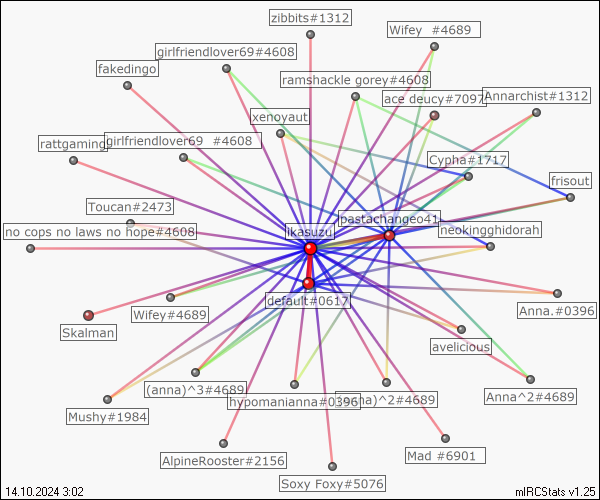 zibbits#1312
Wifey  #4689
girlfriendlover69#4608
fakedingo
ramshackle gorey#4608
ace deucy#7097
Annarchist#1312
xenoyaut
rattgaming
girlfriendlover69  #4608
Cypha#1717
frisout
Toucan#2473
pastachangeo41
no cops no laws no hope#4608
likasuzu
neokingghidorah
default#0617
Anna.#0396
Wifey#4689
Skalman
avelicious
(anna)^3#4689
hypomanianna#0396
)^2#4689
Anna^2#4689
Mushy#1984
Mad #6901
AlpineRooster#2156
Soxy Foxy#5076
14.10.2024 3:02
mIRCStats v1.25